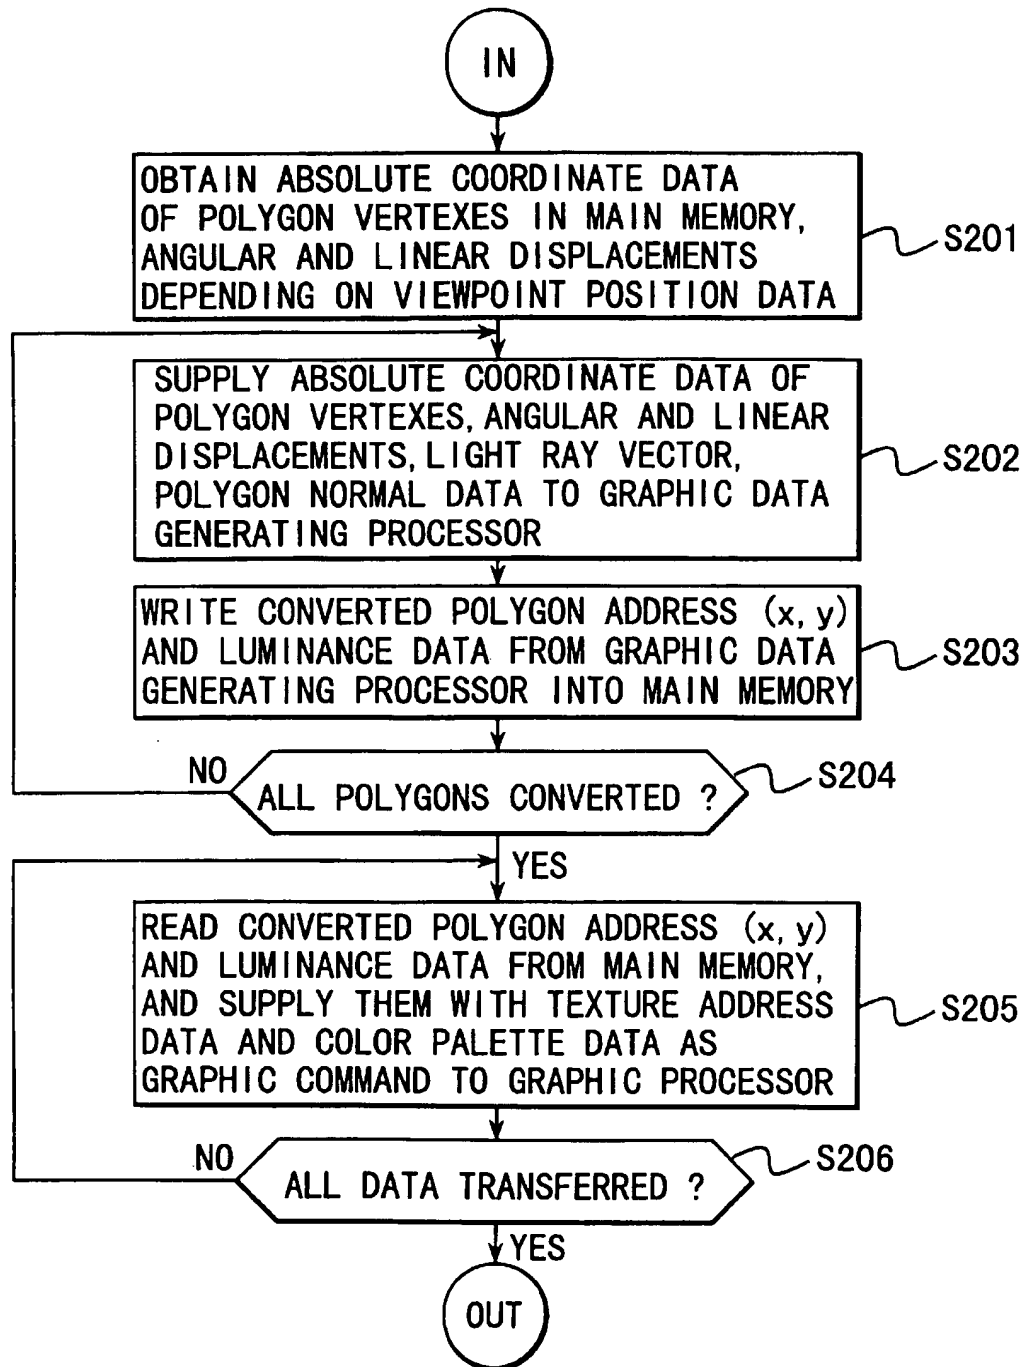 IN
OBTAIN ABSOLUTE COORDINATE DATA
OF POLYGON VERTEXES IN MAIN MEMORY,
ANGULAR AND LINEAR DISPLACEMENTS
DEPENDING ON VIEWPOINT POSITION DATA
S201
SUPPLY ABSOLUTE COORDINATE DATA OF
POLYGON VERTEXES, ANGULAR AND LINEAR
DISPLACEMENTS, LIGHT RAY VECTOR,
POLYGON NORMAL DATA TO GRAPHIC DATA
GENERATING PROCESSOR
S202
WRITE CONVERTED POLYGON ADDRESS (x, y)
AND LUMINANCE DATA FROM GRAPHIC DATA
GENERATING PROCESSOR INTO MAIN MEMORY
S203
NO
ALL POLYGONS CONVERTED ?
S204
YES
READ CONVERTED POLYGON ADDRESS (x, y)
AND LUMINANCE DATA FROM MAIN MEMORY,
AND SUPPLY THEM WITH TEXTURE ADDRESS
DATA AND COLOR PALETTE DATA AS
GRAPHIC COMMAND TO GRAPHIC PROCESSOR
S205
NO
ALL DATA TRANSFERRED ?
S206
YES
OUT